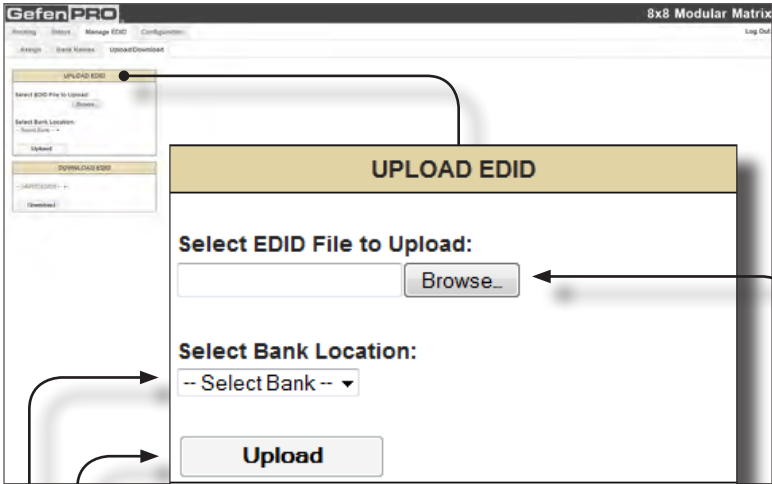 Gefen PRO
8x8 Modular Matrix
Routing Status Manage EDID Configuration
Log Out
Assign Bank Names Upload/Download
UPLOAD EDID
Select EDID File to Upload:
Browse...
Select Bank Location:
-- Select Bank --
Upload
DOWNLOAD EDID
Download
UPLOAD EDID
Select EDID File to Upload:
Browse...
Select Bank Location:
-- Select Bank --
Upload